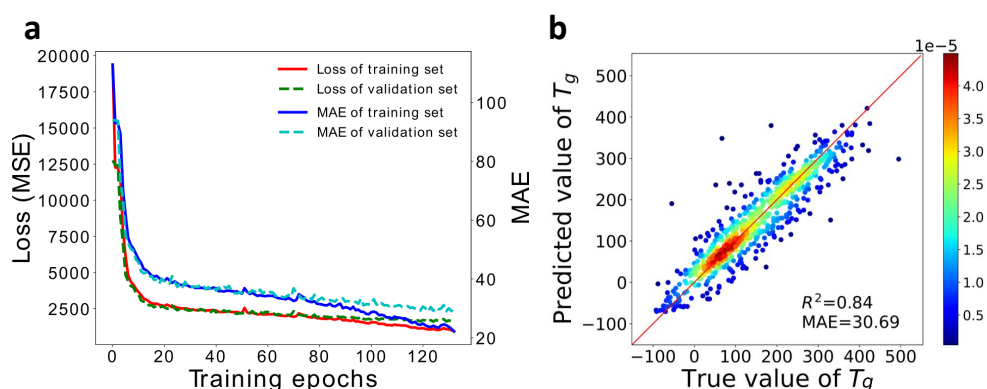 a
20000
17500
15000
12500
10000
7500
5000
2500
Loss (MSE)
Loss of training set
Loss of validation set
MAE of training set
MAE of validation set
100
80
60
40
20
MAE
0 20 40 60 80 100 120
Training epochs
b
1e−5
500
400
300
200
100
0
−100
Predicted value of Tg
R²=0.84
MAE=30.69
−100 0 100 200 300 400 500
True value of Tg
4.0
3.5
3.0
2.5
2.0
1.5
1.0
0.5